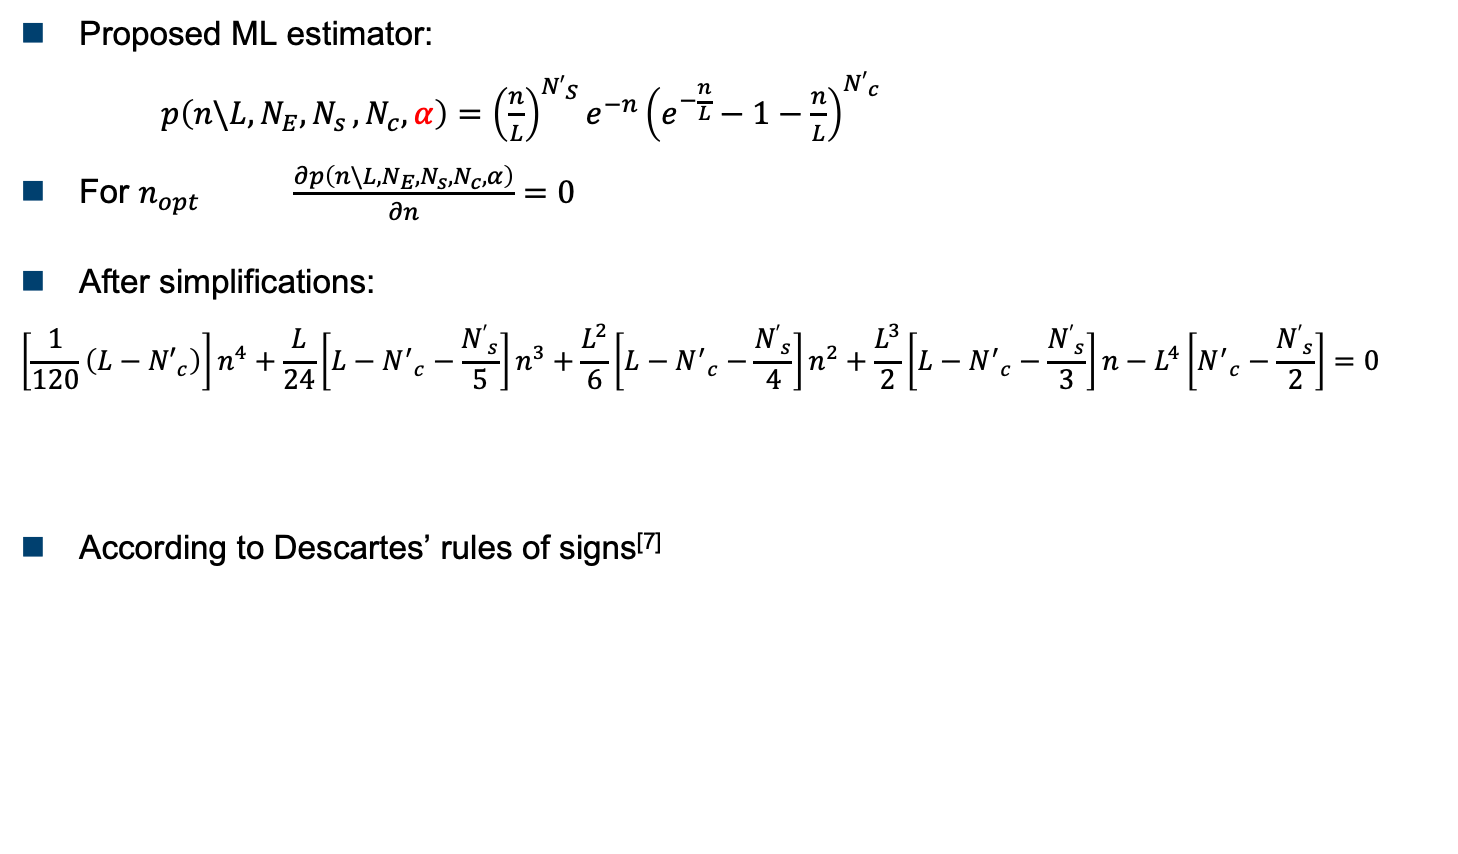 ■ Proposed ML estimator:
p(n\L, N_E, N_s, N_c, α) = (n/L)^{N's} e^{−n} (e^{−n/L} − 1 − n/L)^{N'c}
■ For n_opt ∂p(n\L,N_E,N_s,N_c,α)/∂n = 0
■ After simplifications:
[1/120 (L − N'_c)] n^4 + L/24 [L − N'_c − N'_s/5] n^3 + L^2/6 [L − N'_c − N'_s/4] n^2 + L^3/2 [L − N'_c − N'_s/3] n − L^4 [N'_c − N'_s/2] = 0
■ According to Descartes’ rules of signs[7]